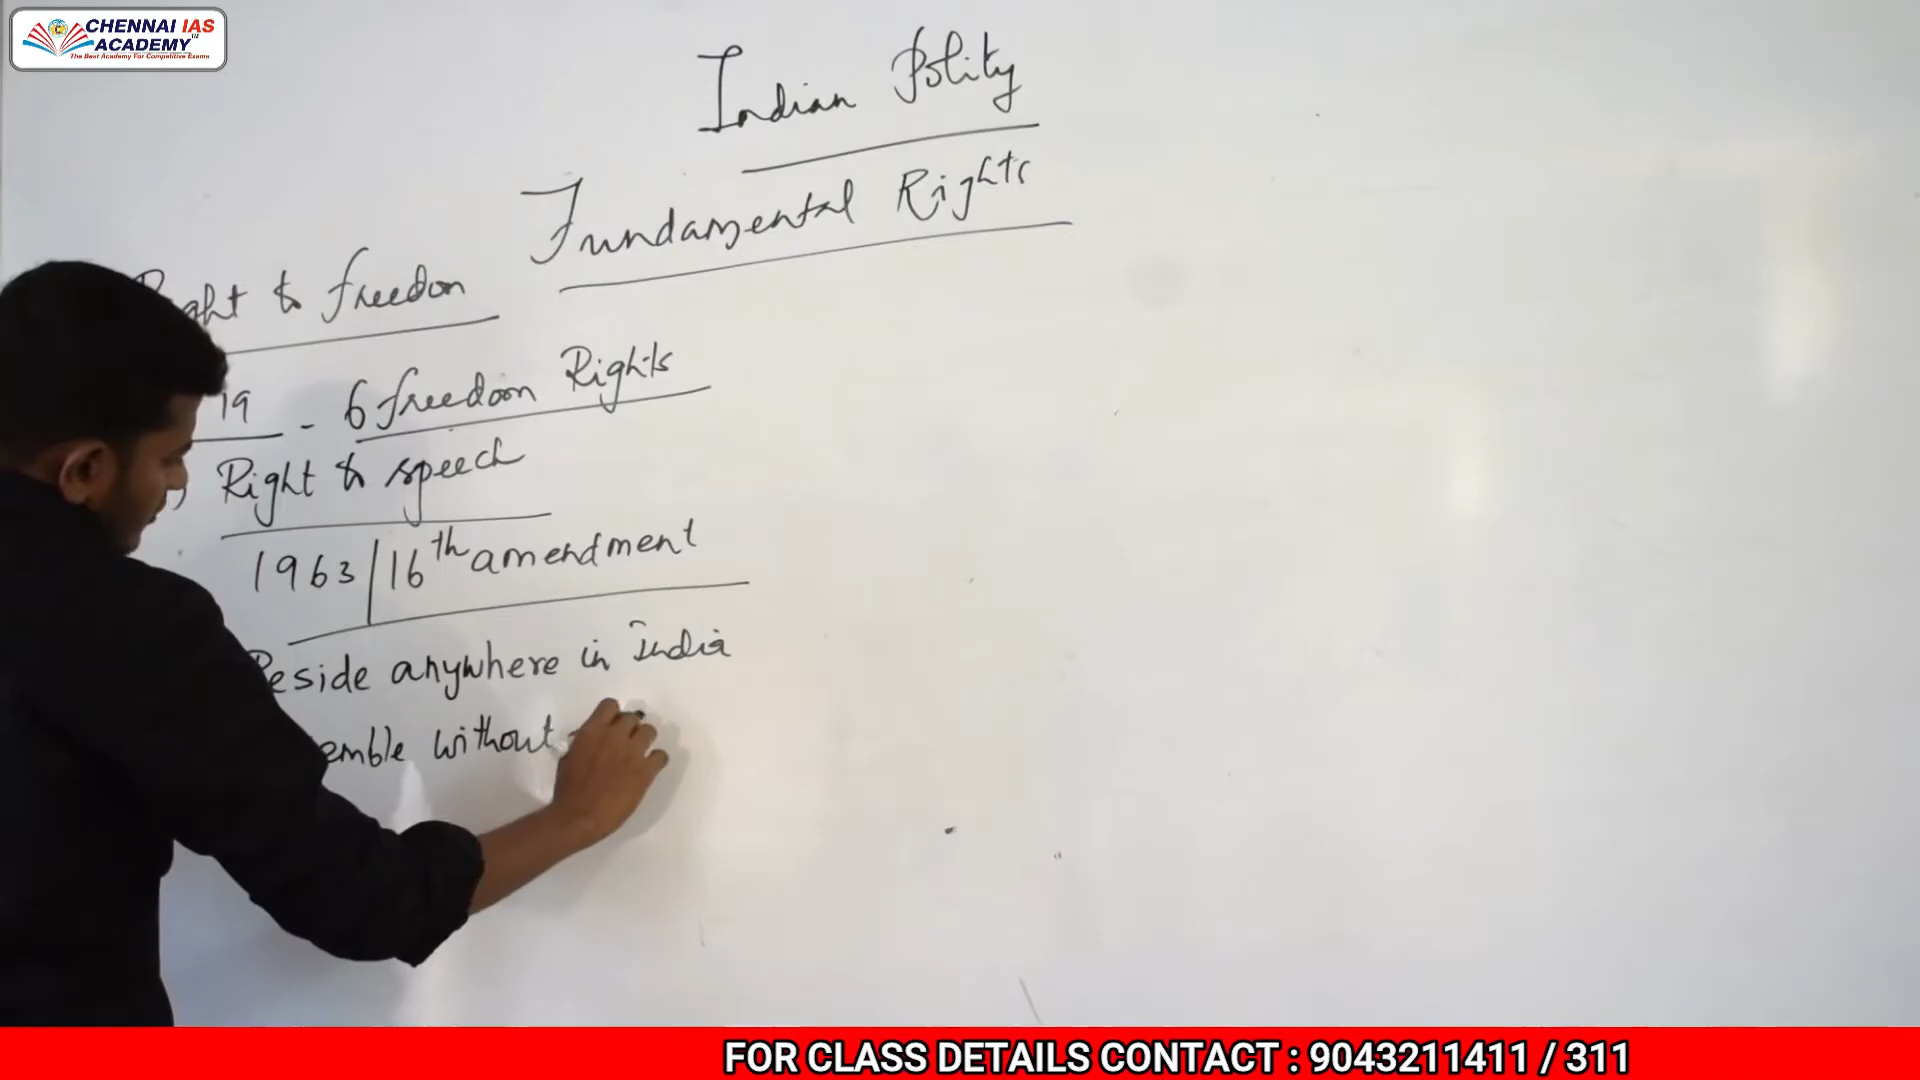 CHENNAI IAS
ACADEMY
The Best Academy For Competitive Exams
Indian Polity
Fundamental Rights
Right to freedom
19 - 6 freedom Rights
Right to speech
1963 | 16th amendment
Reside anywhere in India
emble without
FOR CLASS DETAILS CONTACT : 9043211411 / 311